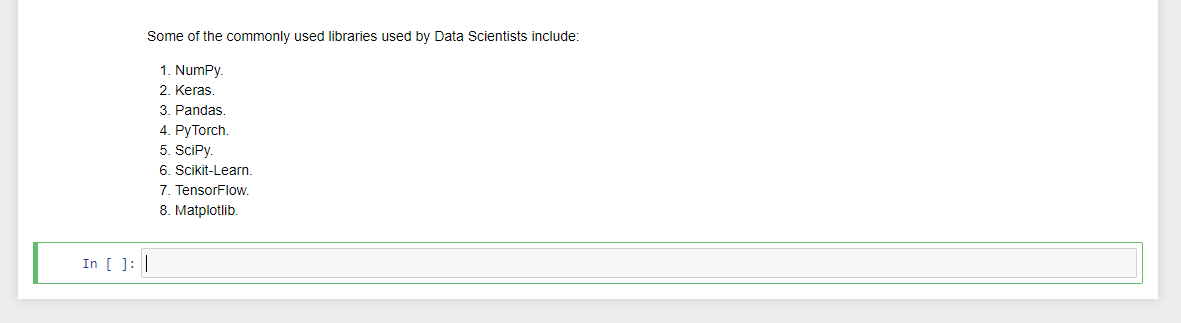 Some of the commonly used libraries used by Data Scientists include:
1. NumPy.
2. Keras.
3. Pandas.
4. PyTorch.
5. SciPy.
6. Scikit-Learn.
7. TensorFlow.
8. Matplotlib.
In [ ]: